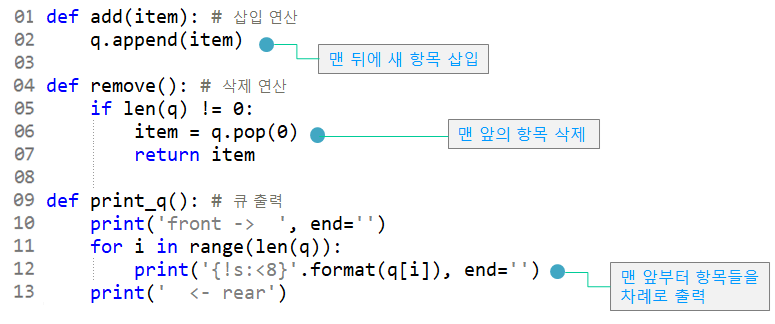 01 def add(item): # 삽입 연산
02     q.append(item)
맨 뒤에 새 항목 삽입
03
04 def remove(): # 삭제 연산
05     if len(q) != 0:
06         item = q.pop(0)
맨 앞의 항목 삭제
07         return item
08
09 def print_q(): # 큐 출력
10     print('front ->  ', end='')
11     for i in range(len(q)):
12         print('{!s:<8}'.format(q[i]), end='')
맨 앞부터 항목들을
차례로 출력
13     print('  <- rear')